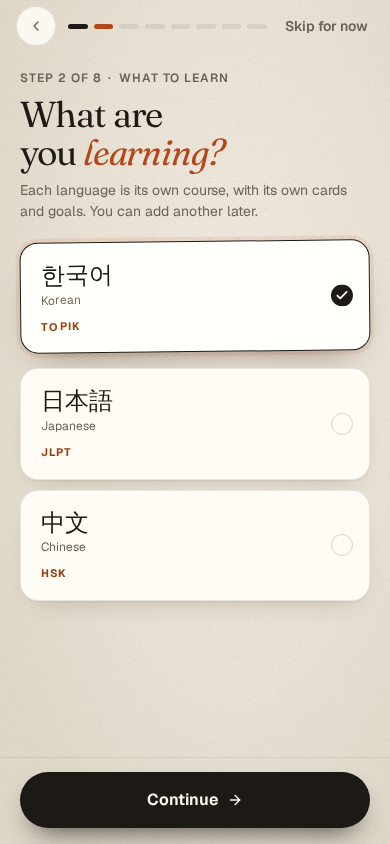 Skip for now
STEP 2 OF 8 · WHAT TO LEARN
What are
you learning?
Each language is its own course, with its own cards
and goals. You can add another later.
한국어
Korean
TOPIK
日本語
Japanese
JLPT
中文
Chinese
HSK
Continue →